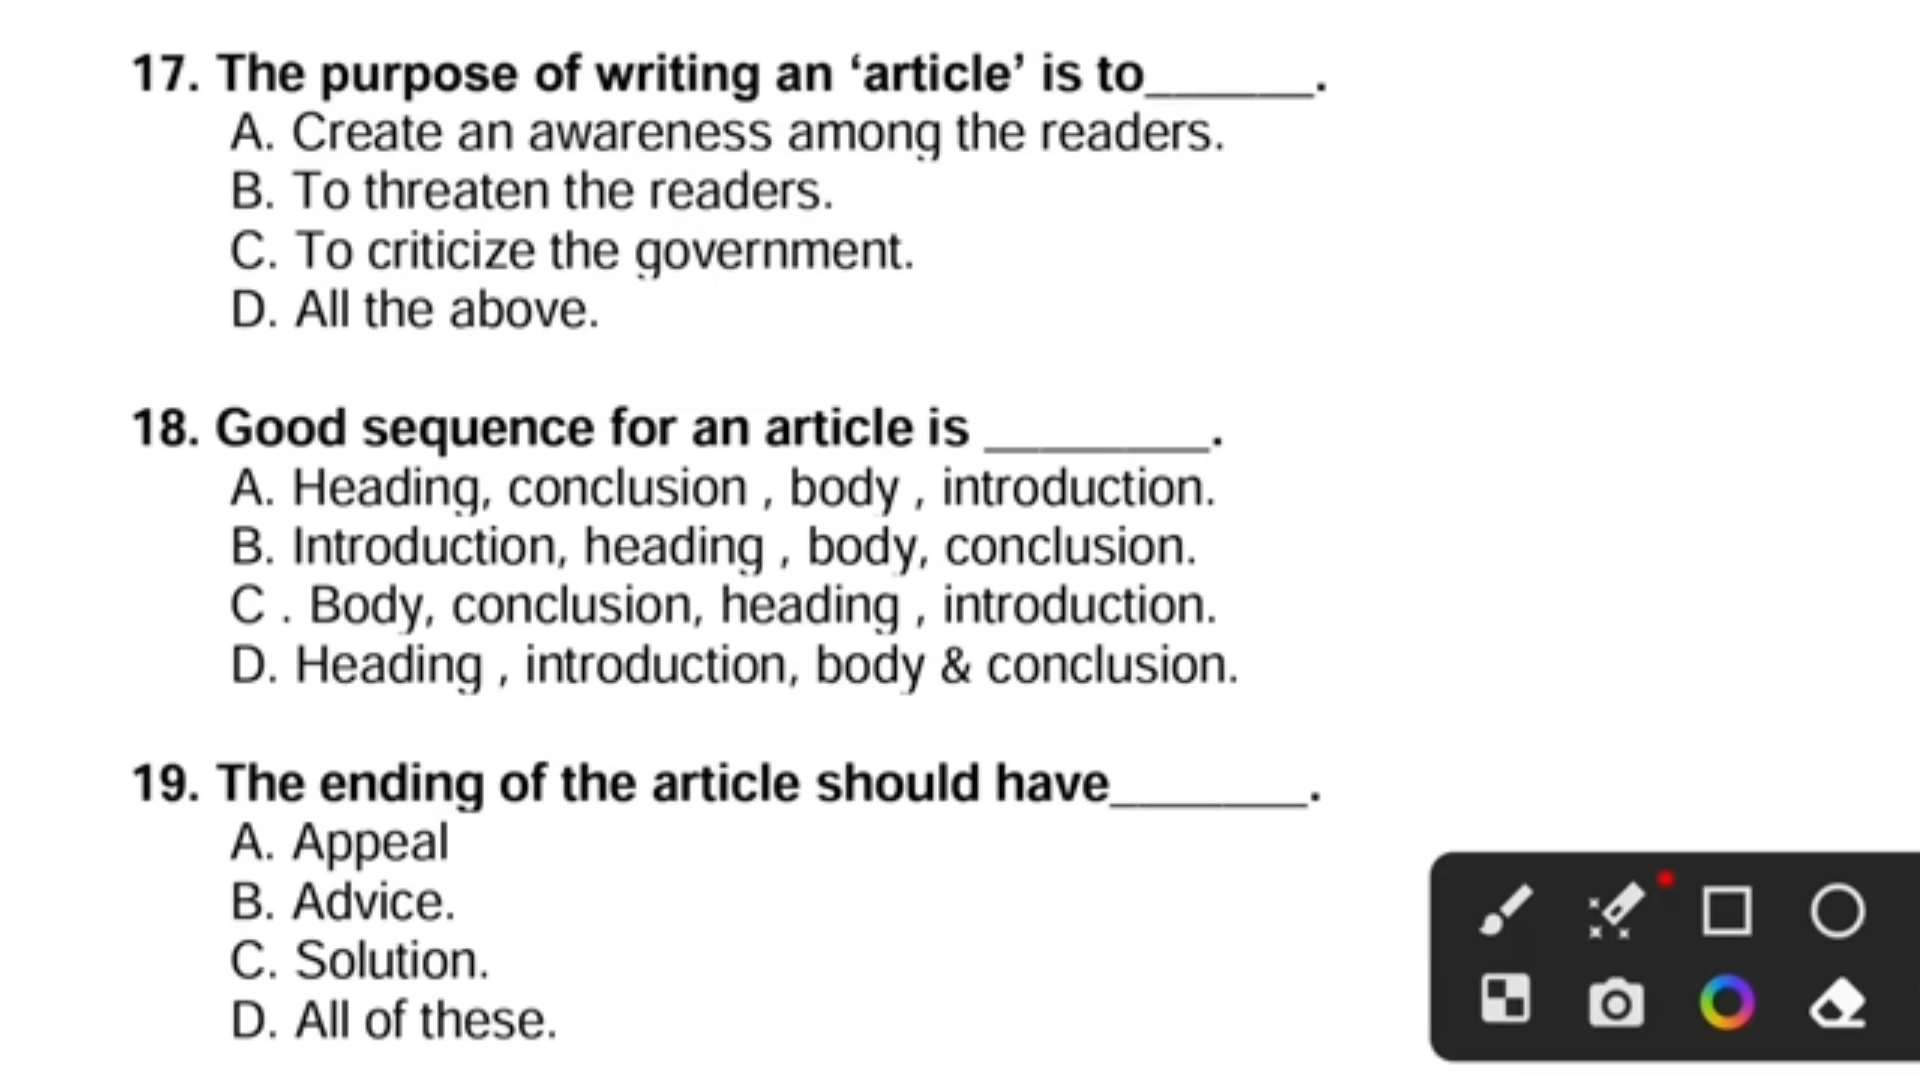 17. The purpose of writing an ‘article’ is to______.
A. Create an awareness among the readers.
B. To threaten the readers.
C. To criticize the government.
D. All the above.
18. Good sequence for an article is ________.
A. Heading, conclusion , body , introduction.
B. Introduction, heading , body, conclusion.
C . Body, conclusion, heading , introduction.
D. Heading , introduction, body & conclusion.
19. The ending of the article should have_______.
A. Appeal
B. Advice.
C. Solution.
D. All of these.